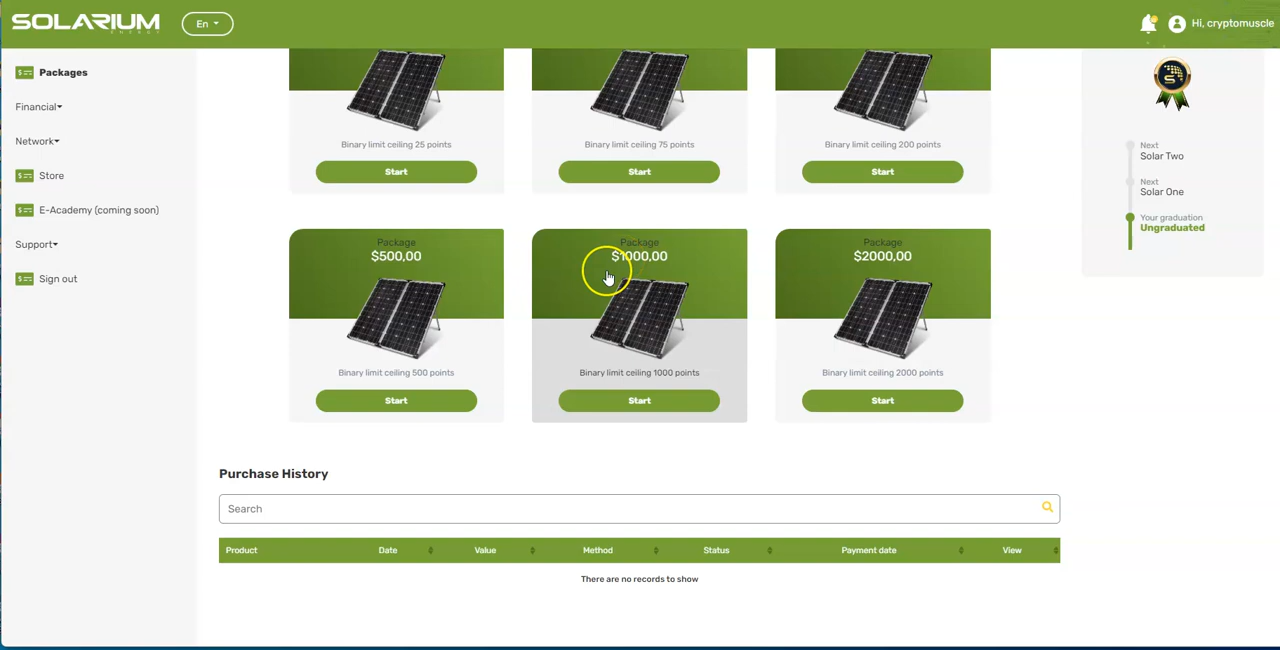 SOLARIUM
ENERGY
En
Hi, cryptomuscle
Packages
Financial
Network
Store
E-Academy (coming soon)
Support
Sign out
Binary limit ceiling 25 points
Start
Binary limit ceiling 75 points
Start
Binary limit ceiling 200 points
Start
Package
$500,00
Binary limit ceiling 500 points
Start
Package
$1000,00
Binary limit ceiling 1000 points
Start
Package
$2000,00
Binary limit ceiling 2000 points
Start
S
Next
Solar Two
Next
Solar One
Your graduation
Ungraduated
Purchase History
Search
Product Date Value Method Status Payment date View
There are no records to show